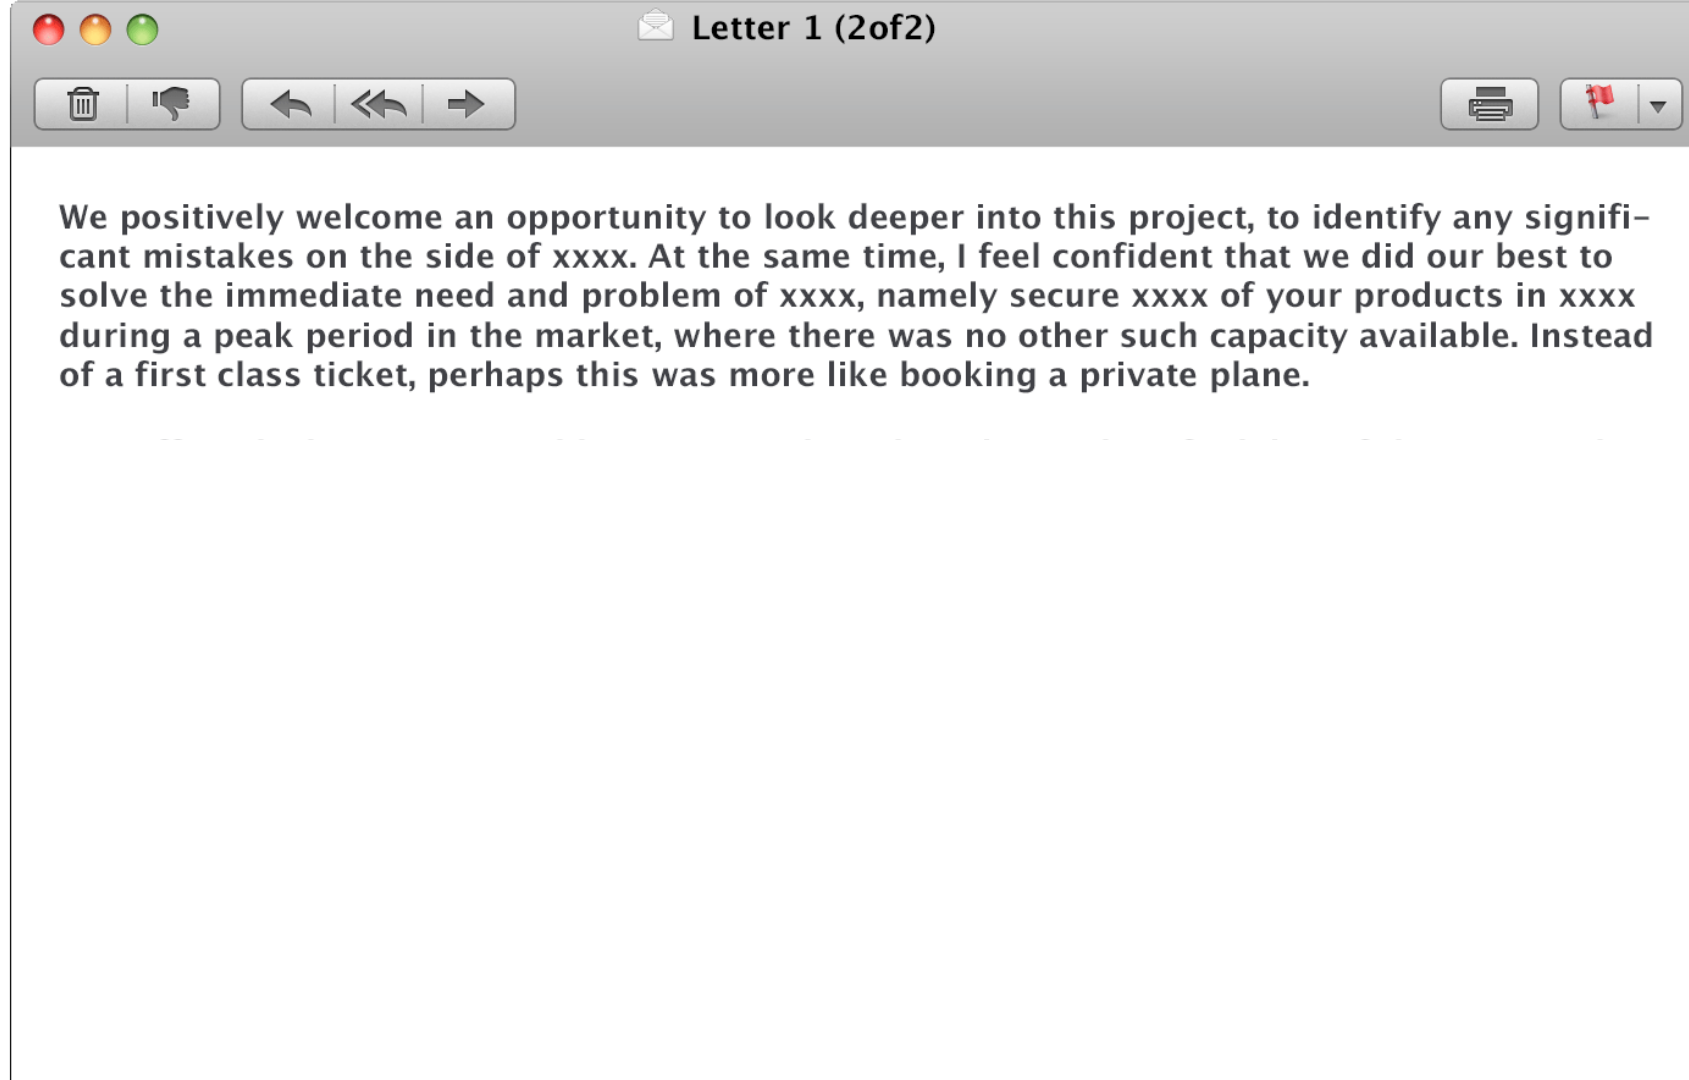 Letter 1 (2of2)
We positively welcome an opportunity to look deeper into this project, to identify any signifi-
cant mistakes on the side of xxxx. At the same time, I feel confident that we did our best to
solve the immediate need and problem of xxxx, namely secure xxxx of your products in xxxx
during a peak period in the market, where there was no other such capacity available. Instead
of a first class ticket, perhaps this was more like booking a private plane.